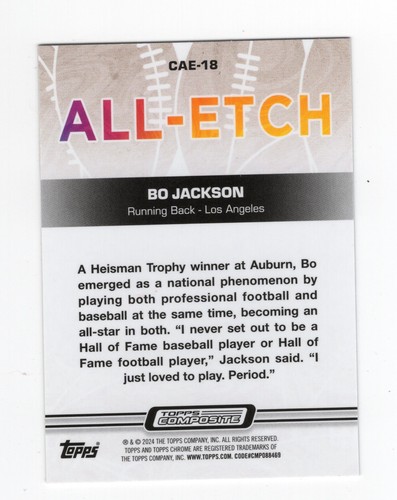 CAE-18
ALL-ETCH
BO JACKSON
Running Back - Los Angeles
A Heisman Trophy winner at Auburn, Bo
emerged as a national phenomenon by
playing both professional football and
baseball at the same time, becoming an
all-star in both. “I never set out to be a
Hall of Fame baseball player or Hall of
Fame football player,” Jackson said. “I
just loved to play. Period.”
TOPPS
COMPOSITE
Topps
® & © 2024 THE TOPPS COMPANY, INC. ALL RIGHTS RESERVED.
TOPPS AND TOPPS CHROME ARE REGISTERED TRADEMARKS OF
THE TOPPS COMPANY, INC. WWW.TOPPS.COM. CODE#CMP088469